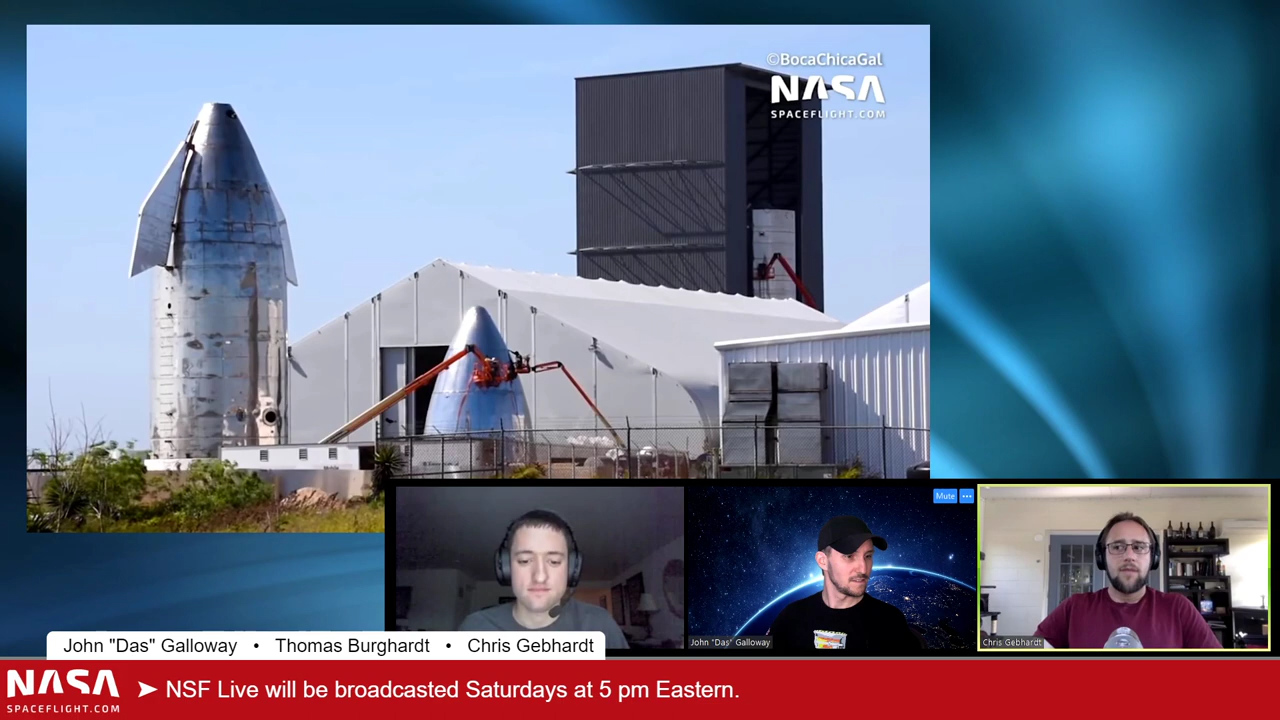 ©BocaChicaGal
NASA
SPACEFLIGHT.COM
Mute
John "Das" Galloway
Chris Gebhardt
John "Das" Galloway • Thomas Burghardt • Chris Gebhardt
NASA
SPACEFLIGHT.COM
➤ NSF Live will be broadcasted Saturdays at 5 pm Eastern.